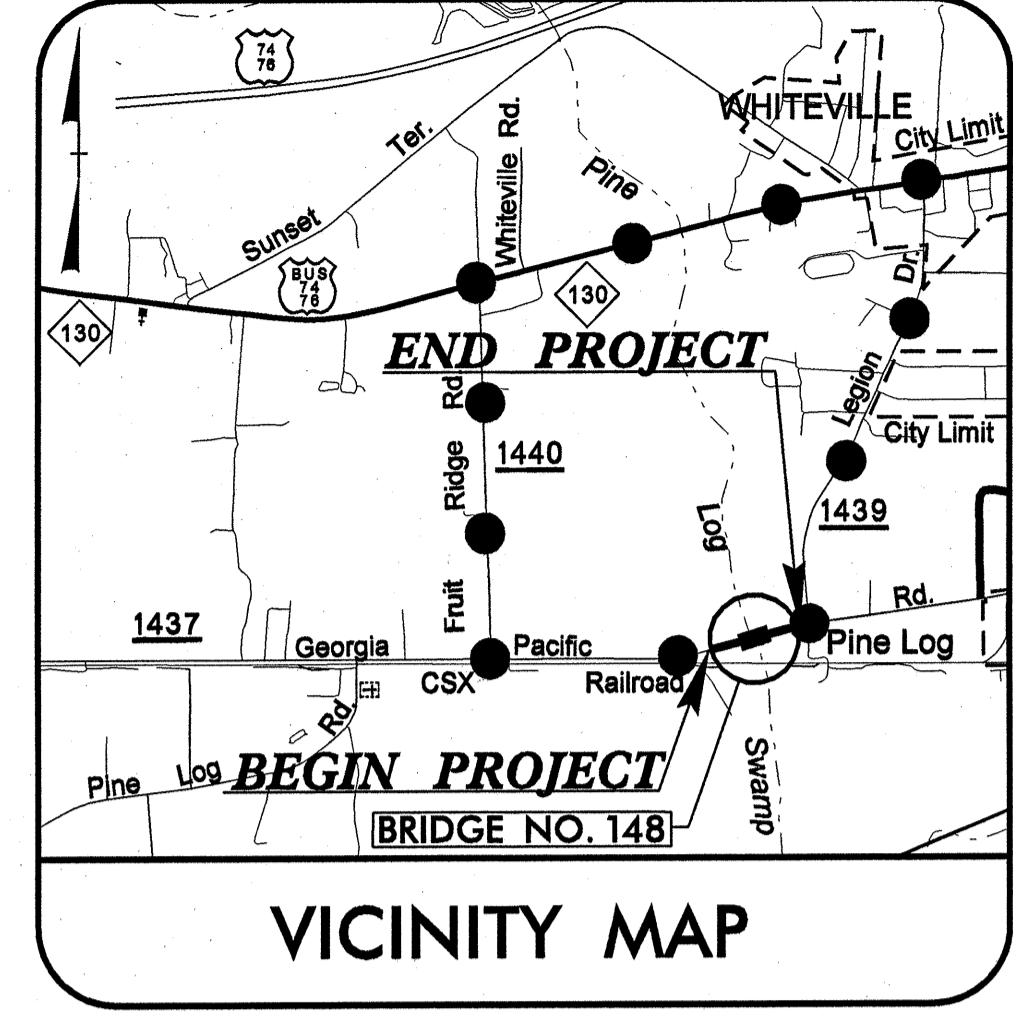 74
76
WHITEVILLE
City Limit
Sunset Ter.
Whiteville Rd.
Pine
BUS
74
76
130
130
Legion Dr.
END PROJECT
City Limit
Fruit Ridge Rd.
1440
Log
1439
1437
Rd.
Georgia Pacific
Pine Log
CSX Railroad
Pine Log Rd.
Swamp
BEGIN PROJECT
BRIDGE NO. 148
VICINITY MAP